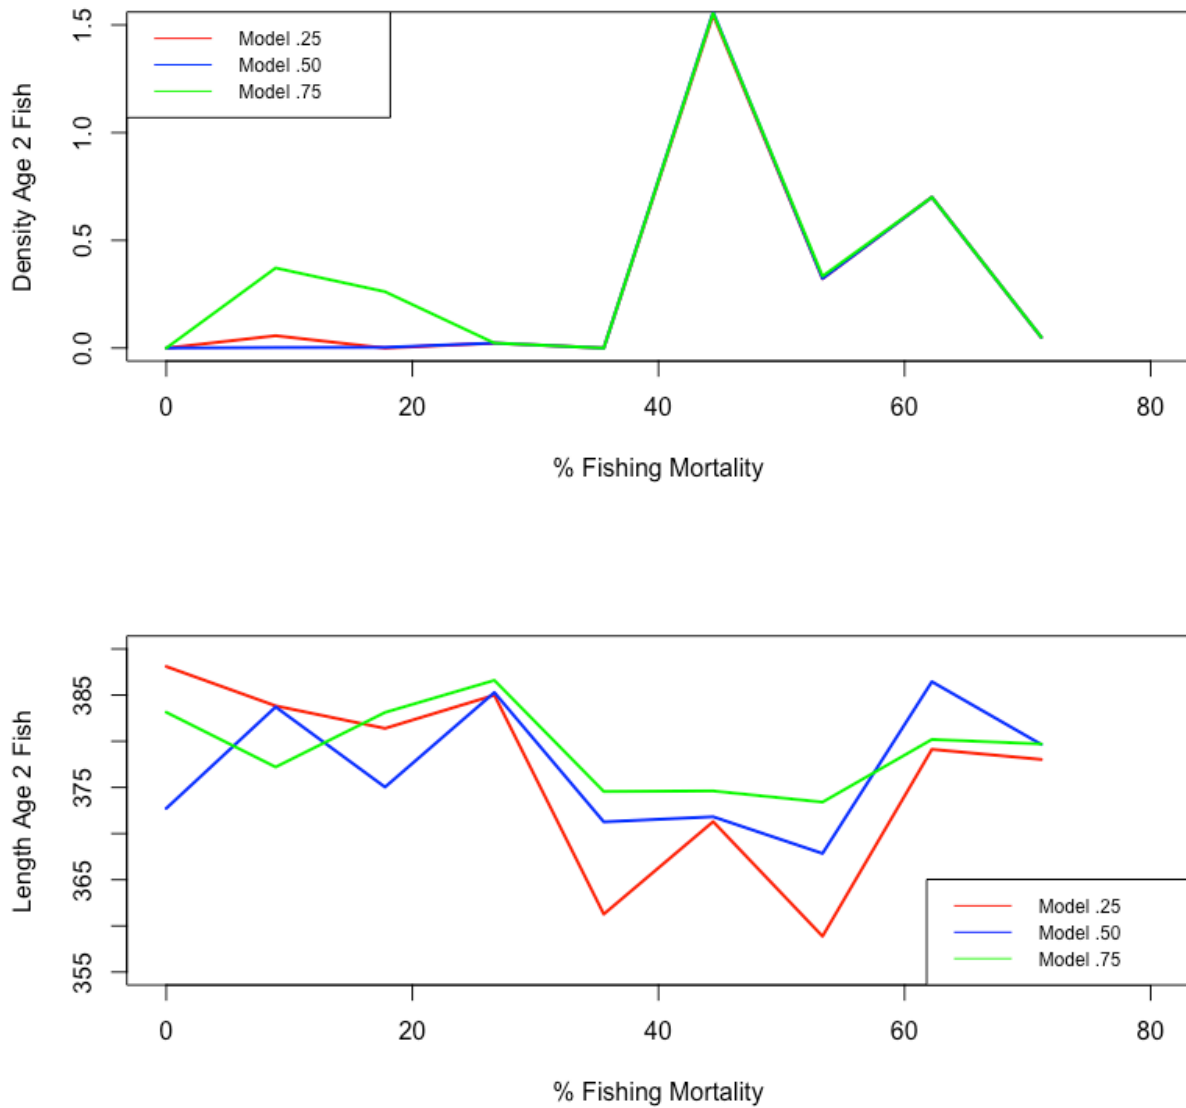 Density Age 2 Fish
1.5
1.0
0.5
0.0
Model .25
Model .50
Model .75
0 20 40 60 80
% Fishing Mortality
Length Age 2 Fish
385
375
365
355
Model .25
Model .50
Model .75
0 20 40 60 80
% Fishing Mortality